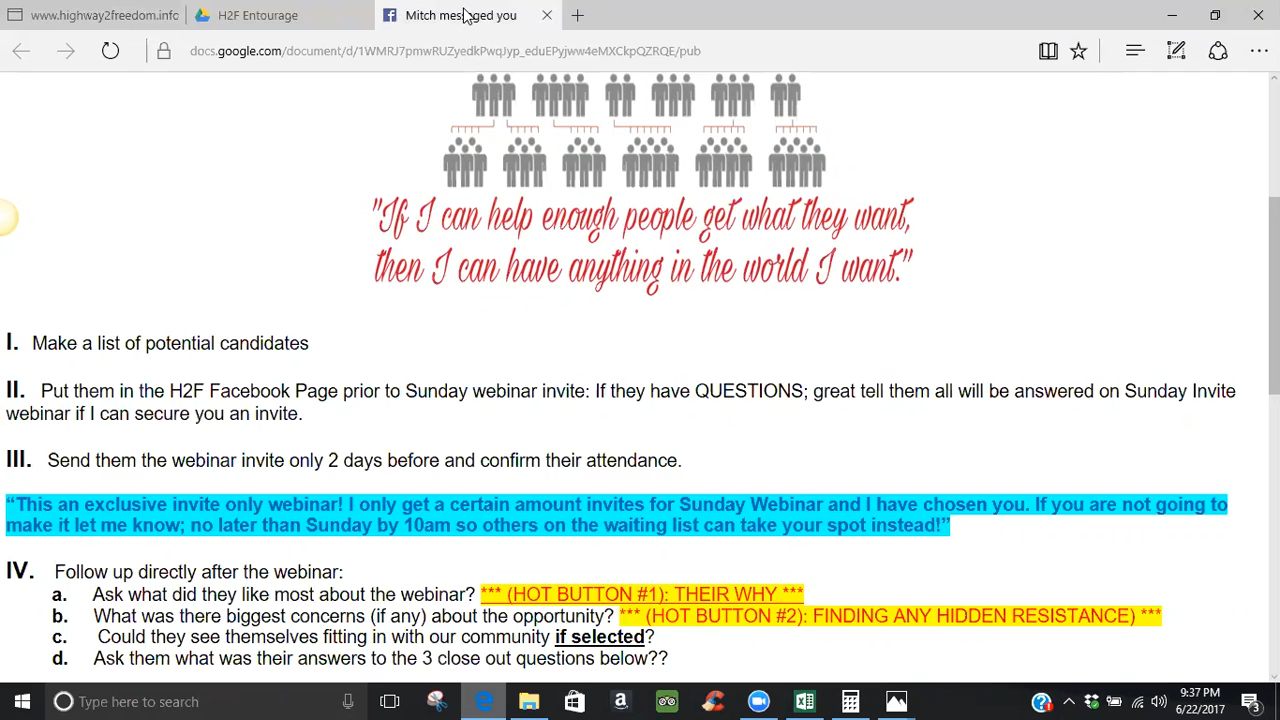 www.highway2freedom.info
H2F Entourage
Mitch messaged you
docs.google.com/document/d/1WMRJ7pmwRUZyedkPwqJyp_eduEPyjww4eMXCkpQZRQE/pub
"If I can help enough people get what they want,
then I can have anything in the world I want."
I. Make a list of potential candidates
II. Put them in the H2F Facebook Page prior to Sunday webinar invite: If they have QUESTIONS; great tell them all will be answered on Sunday Invite
webinar if I can secure you an invite.
III. Send them the webinar invite only 2 days before and confirm their attendance.
“This an exclusive invite only webinar! I only get a certain amount invites for Sunday Webinar and I have chosen you. If you are not going to
make it let me know; no later than Sunday by 10am so others on the waiting list can take your spot instead!”
IV. Follow up directly after the webinar:
a. Ask what did they like most about the webinar? *** (HOT BUTTON #1): THEIR WHY ***
b. What was there biggest concerns (if any) about the opportunity? *** (HOT BUTTON #2): FINDING ANY HIDDEN RESISTANCE) ***
c. Could they see themselves fitting in with our community if selected?
d. Ask them what was their answers to the 3 close out questions below??
Type here to search
9:37 PM
6/22/2017
3